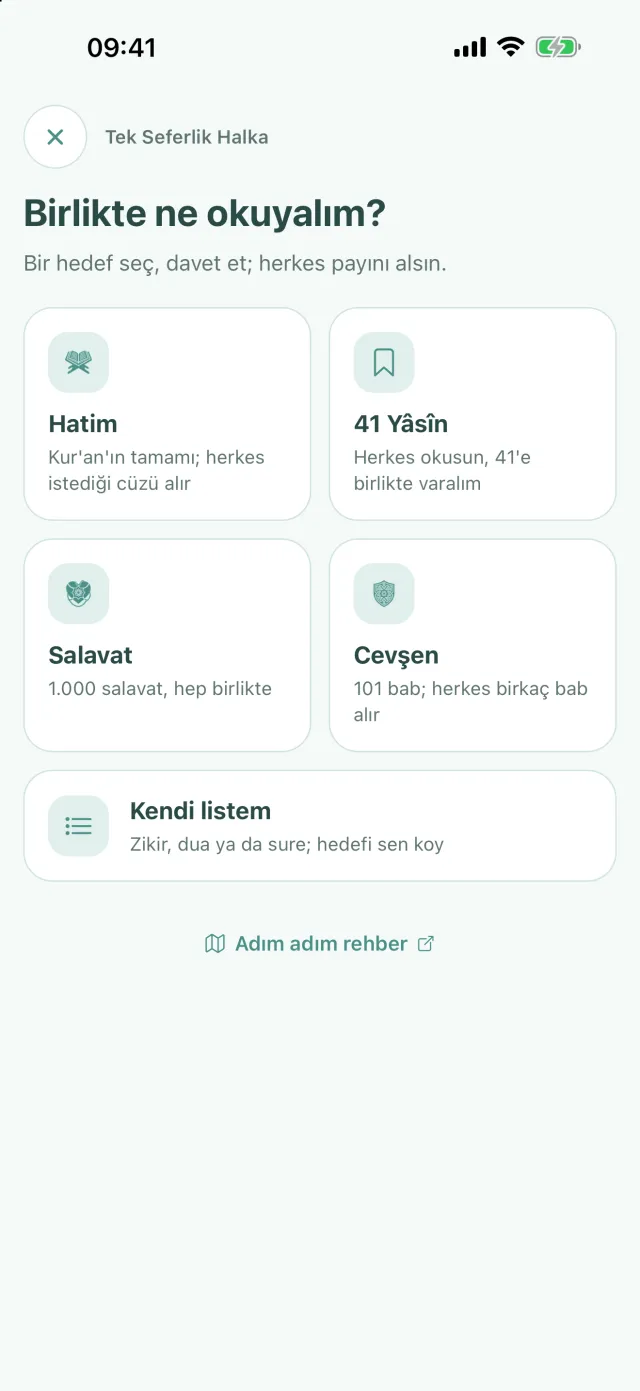 09:41
Tek Seferlik Halka
Birlikte ne okuyalım?
Bir hedef seç, davet et; herkes payını alsın.
Hatim
Kur'an'ın tamamı; herkes
istediği cüzü alır
41 Yâsîn
Herkes okusun, 41'e
birlikte varalım
Salavat
1.000 salavat, hep birlikte
Cevşen
101 bab; herkes birkaç bab
alır
Kendi listem
Zikir, dua ya da sure; hedefi sen koy
Adım adım rehber